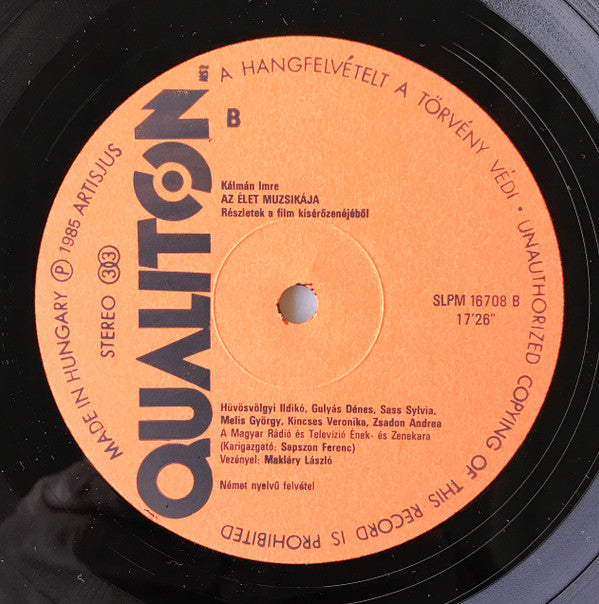 A HANGFELVÉTELT A TÖRVÉNY VÉDI · UNAUTHORIZED COPYING OF THIS RECORD IS PROHIBITED
MADE IN HUNGARY Ⓟ 1985 ARTISJUS
STEREO 33
QUALITON
MSZ
B
Kálmán Imre
AZ ÉLET MUZSIKÁJA
Részletek a film kísérőzenéjéből
SLPM 16708 B
17'26"
Hüvösvölgyi Ildikó, Gulyás Dénes, Sass Sylvia,
Melis György, Kincses Veronika, Zsadon Andrea
A Magyar Rádió és Televízió Ének- és Zenekara
(Karigazgató: Sapszon Ferenc)
Vezényel: Makláry László
Német nyelvű felvétel